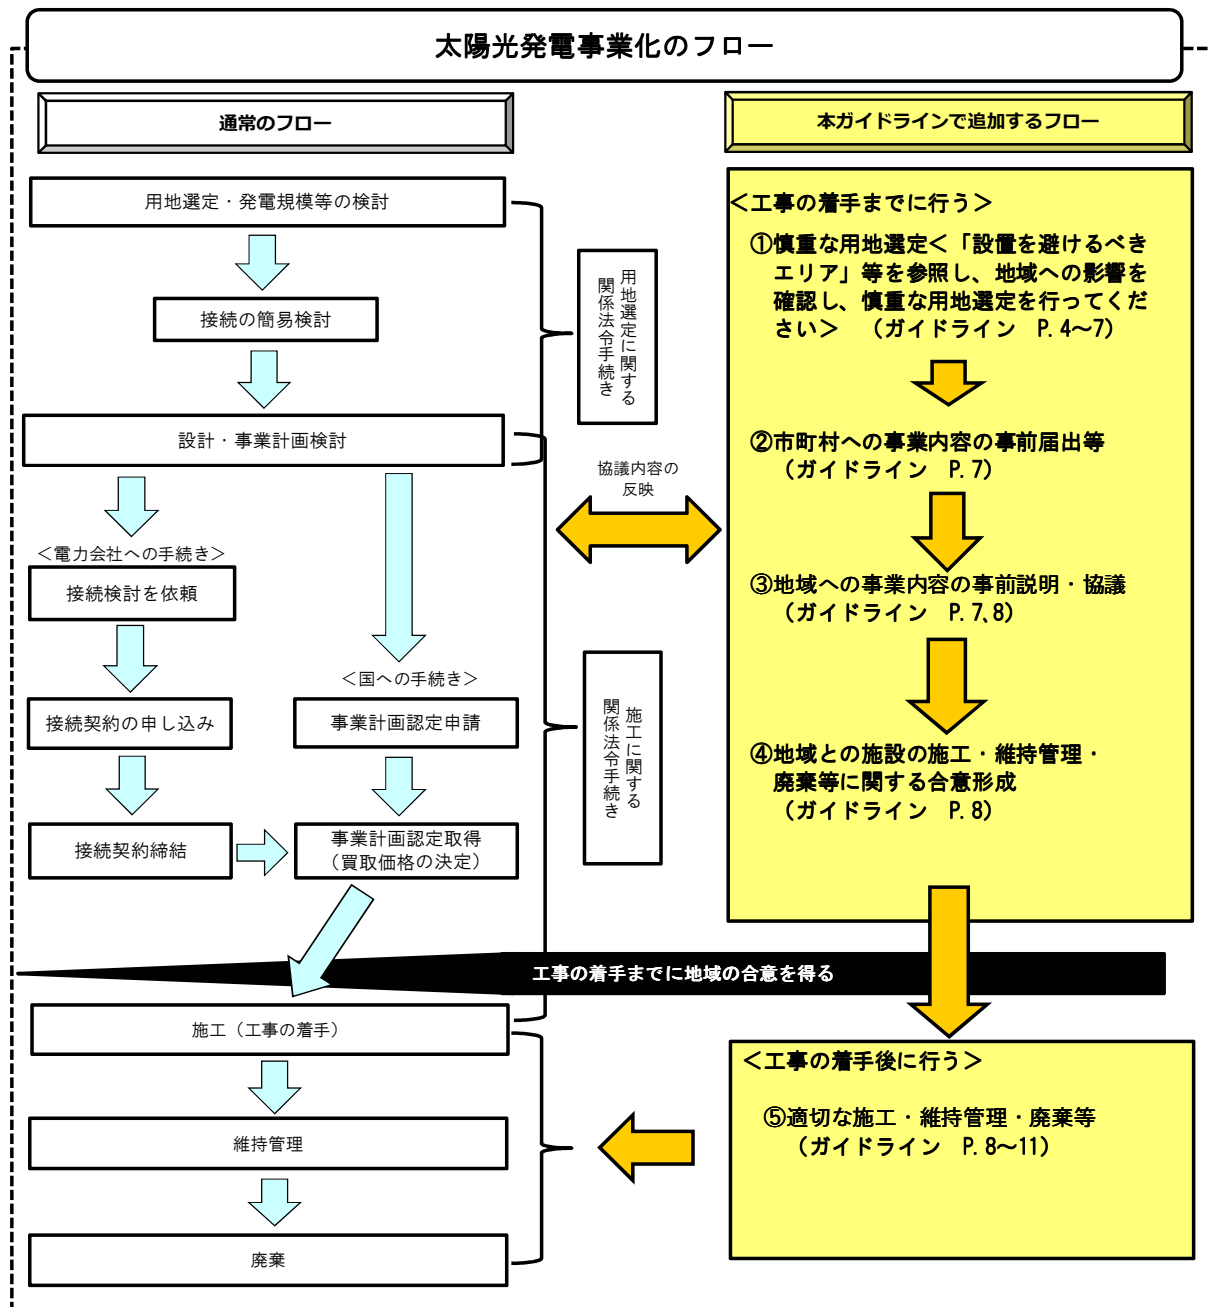 太陽光発電事業化のフロー
通常のフロー
用地選定・発電規模等の検討
接続の簡易検討
設計・事業計画検討
＜電力会社への手続き＞
接続検討を依頼
接続契約の申し込み
接続契約締結
＜国への手続き＞
事業計画認定申請
事業計画認定取得
（買取価格の決定）
用地選定に関する
関係法令手続き
協議内容の
反映
施工に関する
関係法令手続き
本ガイドラインで追加するフロー
＜工事の着手までに行う＞
①慎重な用地選定＜「設置を避けるべき
エリア」等を参照し、地域への影響を
確認し、慎重な用地選定を行ってくだ
さい＞　（ガイドライン　P.4～7）
②市町村への事業内容の事前届出等
（ガイドライン　P.7）
③地域への事業内容の事前説明・協議
（ガイドライン　P.7､8）
④地域との施設の施工・維持管理・
廃棄等に関する合意形成
（ガイドライン　P.8）
工事の着手までに地域の合意を得る
施工（工事の着手）
維持管理
廃棄
＜工事の着手後に行う＞
⑤適切な施工・維持管理・廃棄等
（ガイドライン　P.8～11）